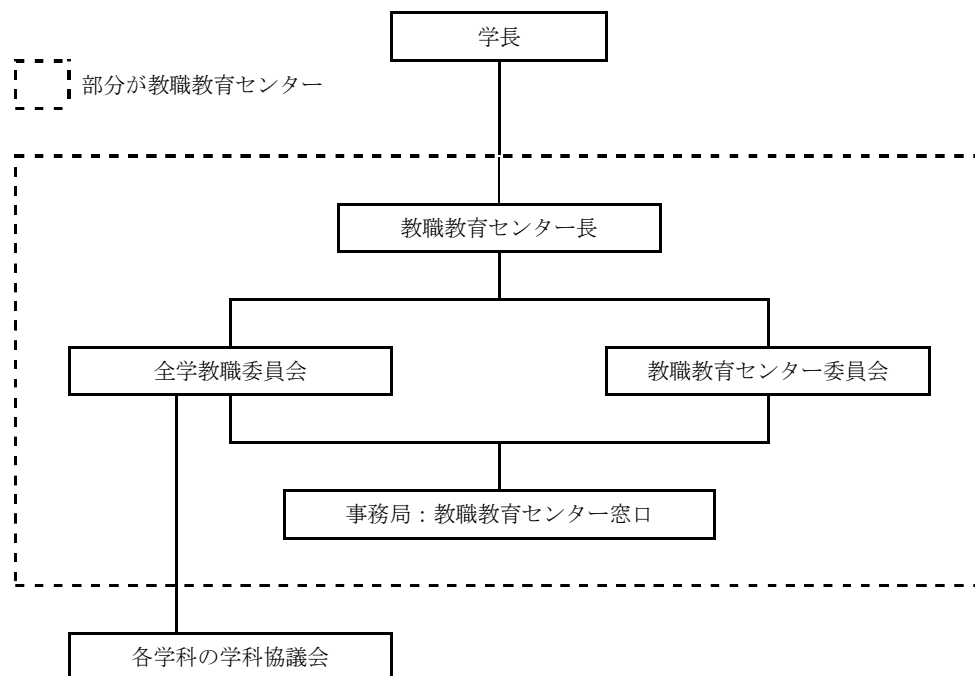 学長
部分が教職教育センター
教職教育センター長
全学教職委員会
教職教育センター委員会
事務局：教職教育センター窓口
各学科の学科協議会